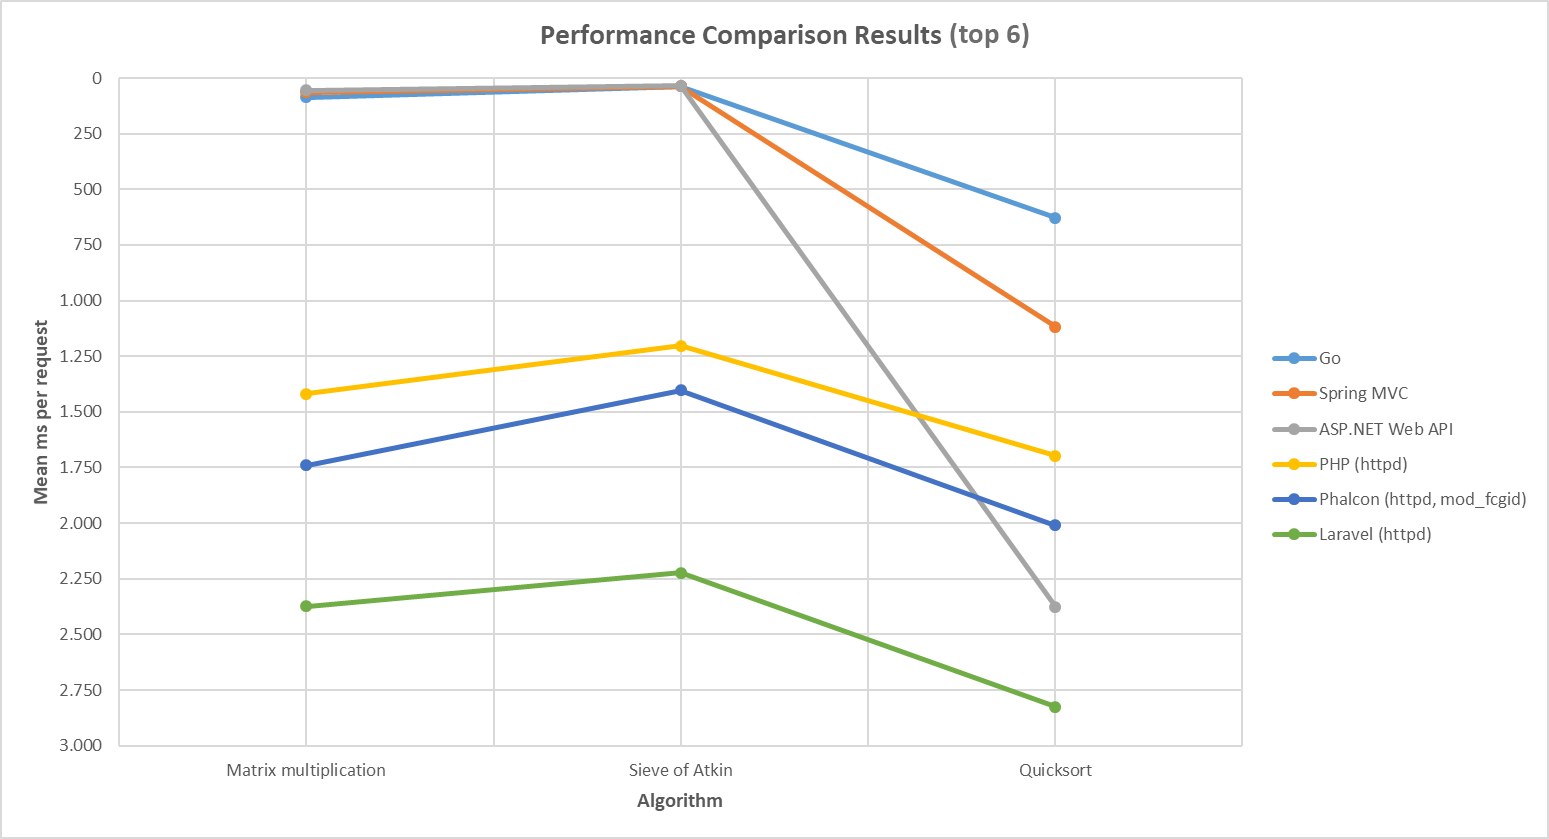 Performance Comparison Results (top 6)
0
250
500
750
1.000
1.250
1.500
1.750
2.000
2.250
2.500
2.750
3.000
Mean ms per request
Matrix multiplication
Sieve of Atkin
Quicksort
Algorithm
Go
Spring MVC
ASP.NET Web API
PHP (httpd)
Phalcon (httpd, mod_fcgid)
Laravel (httpd)